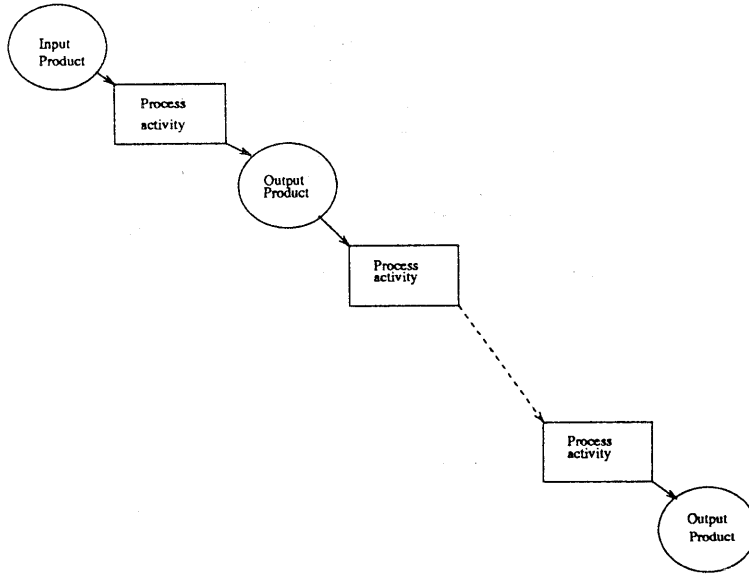 Input
Product
Process
activity
Output
Product
Process
activity
Process
activity
Output
Product